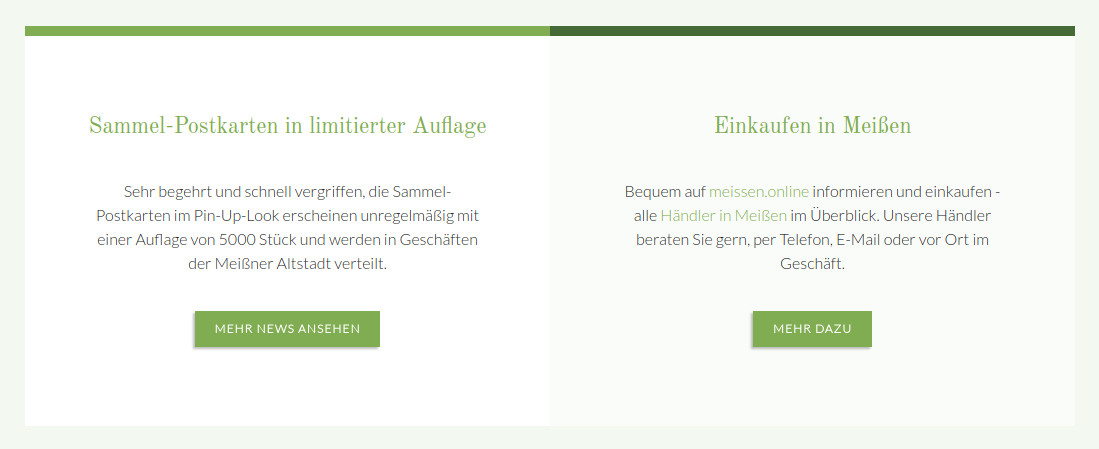 Sammel-Postkarten in limitierter Auflage
Sehr begehrt und schnell vergriffen, die Sammel-
Postkarten im Pin-Up-Look erscheinen unregelmäßig mit
einer Auflage von 5000 Stück und werden in Geschäften
der Meißner Altstadt verteilt.
MEHR NEWS ANSEHEN
Einkaufen in Meißen
Bequem auf meissen.online informieren und einkaufen -
alle Händler in Meißen im Überblick. Unsere Händler
beraten Sie gern, per Telefon, E-Mail oder vor Ort im
Geschäft.
MEHR DAZU